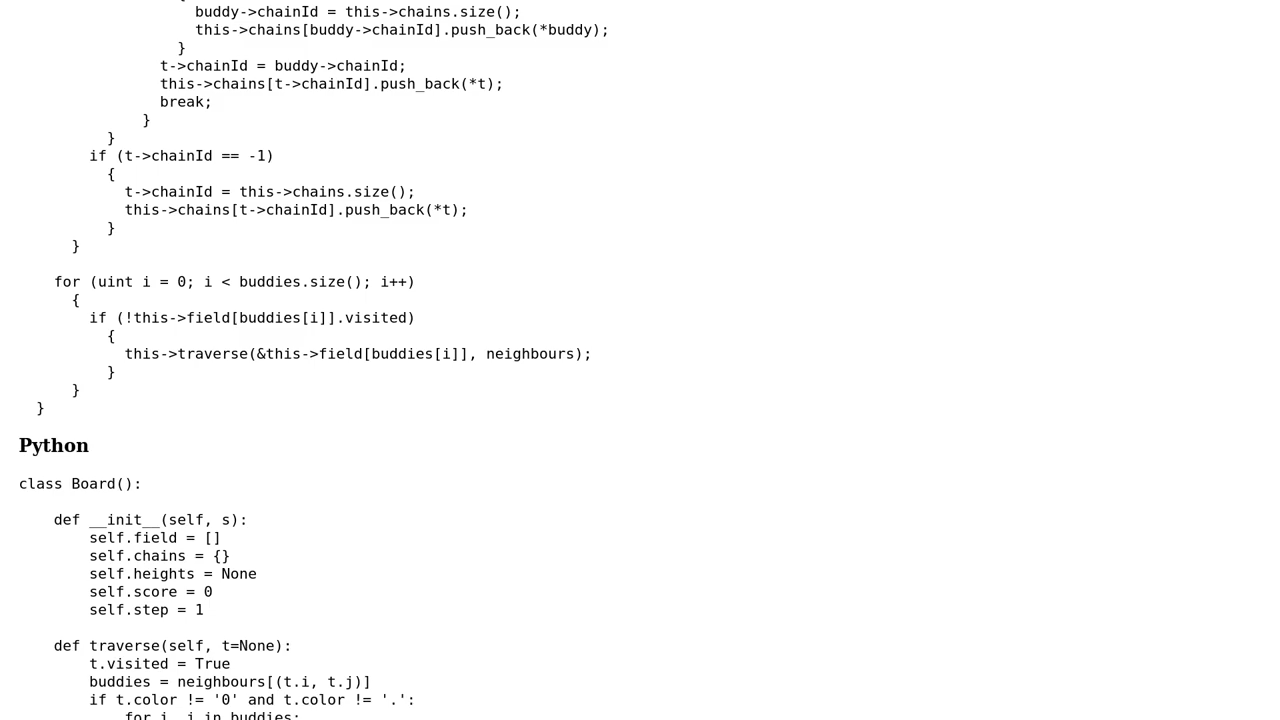 {
buddy->chainId = this->chains.size();
this->chains[buddy->chainId].push_back(*buddy);
}
t->chainId = buddy->chainId;
this->chains[t->chainId].push_back(*t);
break;
}
}
if (t->chainId == -1)
{
t->chainId = this->chains.size();
this->chains[t->chainId].push_back(*t);
}
}
for (uint i = 0; i < buddies.size(); i++)
{
if (!this->field[buddies[i]].visited)
{
this->traverse(&this->field[buddies[i]], neighbours);
}
}
}
Python
class Board():
def __init__(self, s):
self.field = []
self.chains = {}
self.heights = None
self.score = 0
self.step = 1
def traverse(self, t=None):
t.visited = True
buddies = neighbours[(t.i, t.j)]
if t.color != '0' and t.color != '.':
for i, j in buddies: